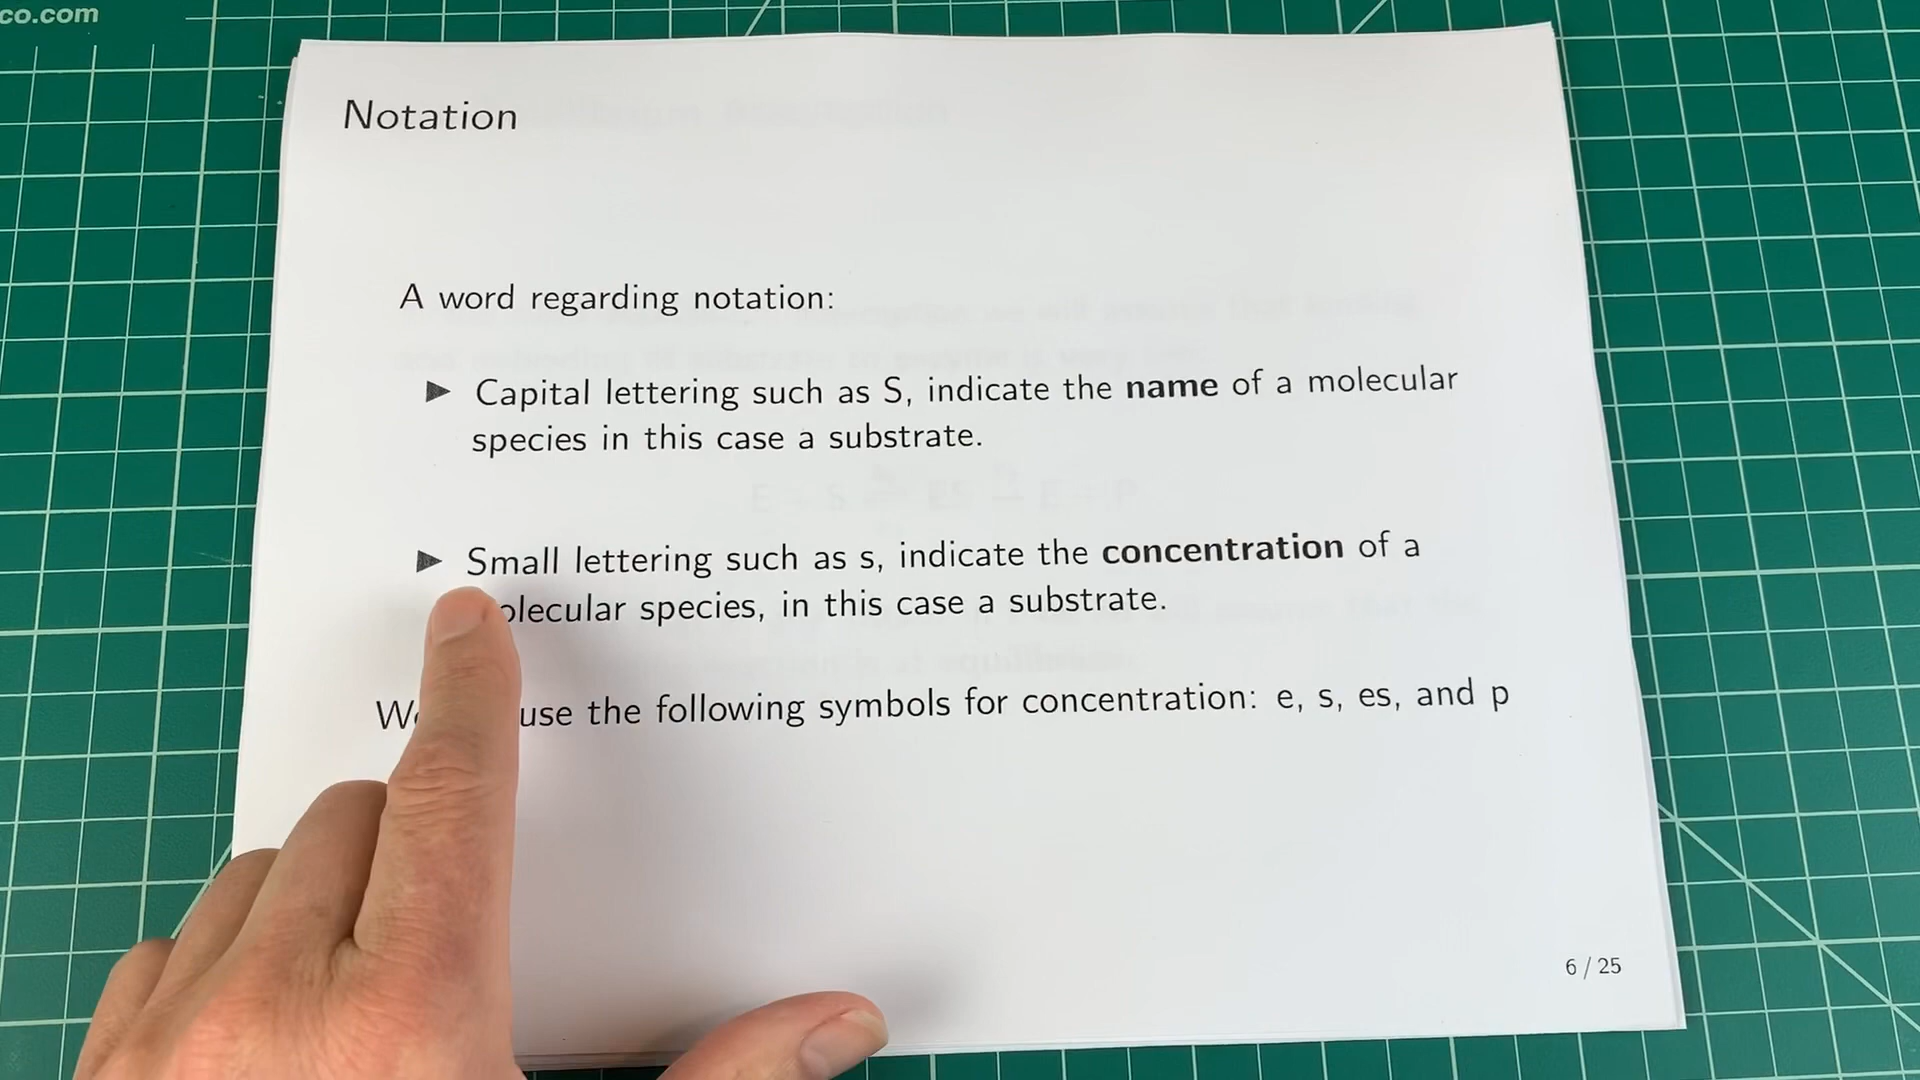 co.com
Notation
A word regarding notation:
▶ Capital lettering such as S, indicate the name of a molecular
species in this case a substrate.
▶ Small lettering such as s, indicate the concentration of a
olecular species, in this case a substrate.
use the following symbols for concentration: e, s, es, and p
6 / 25